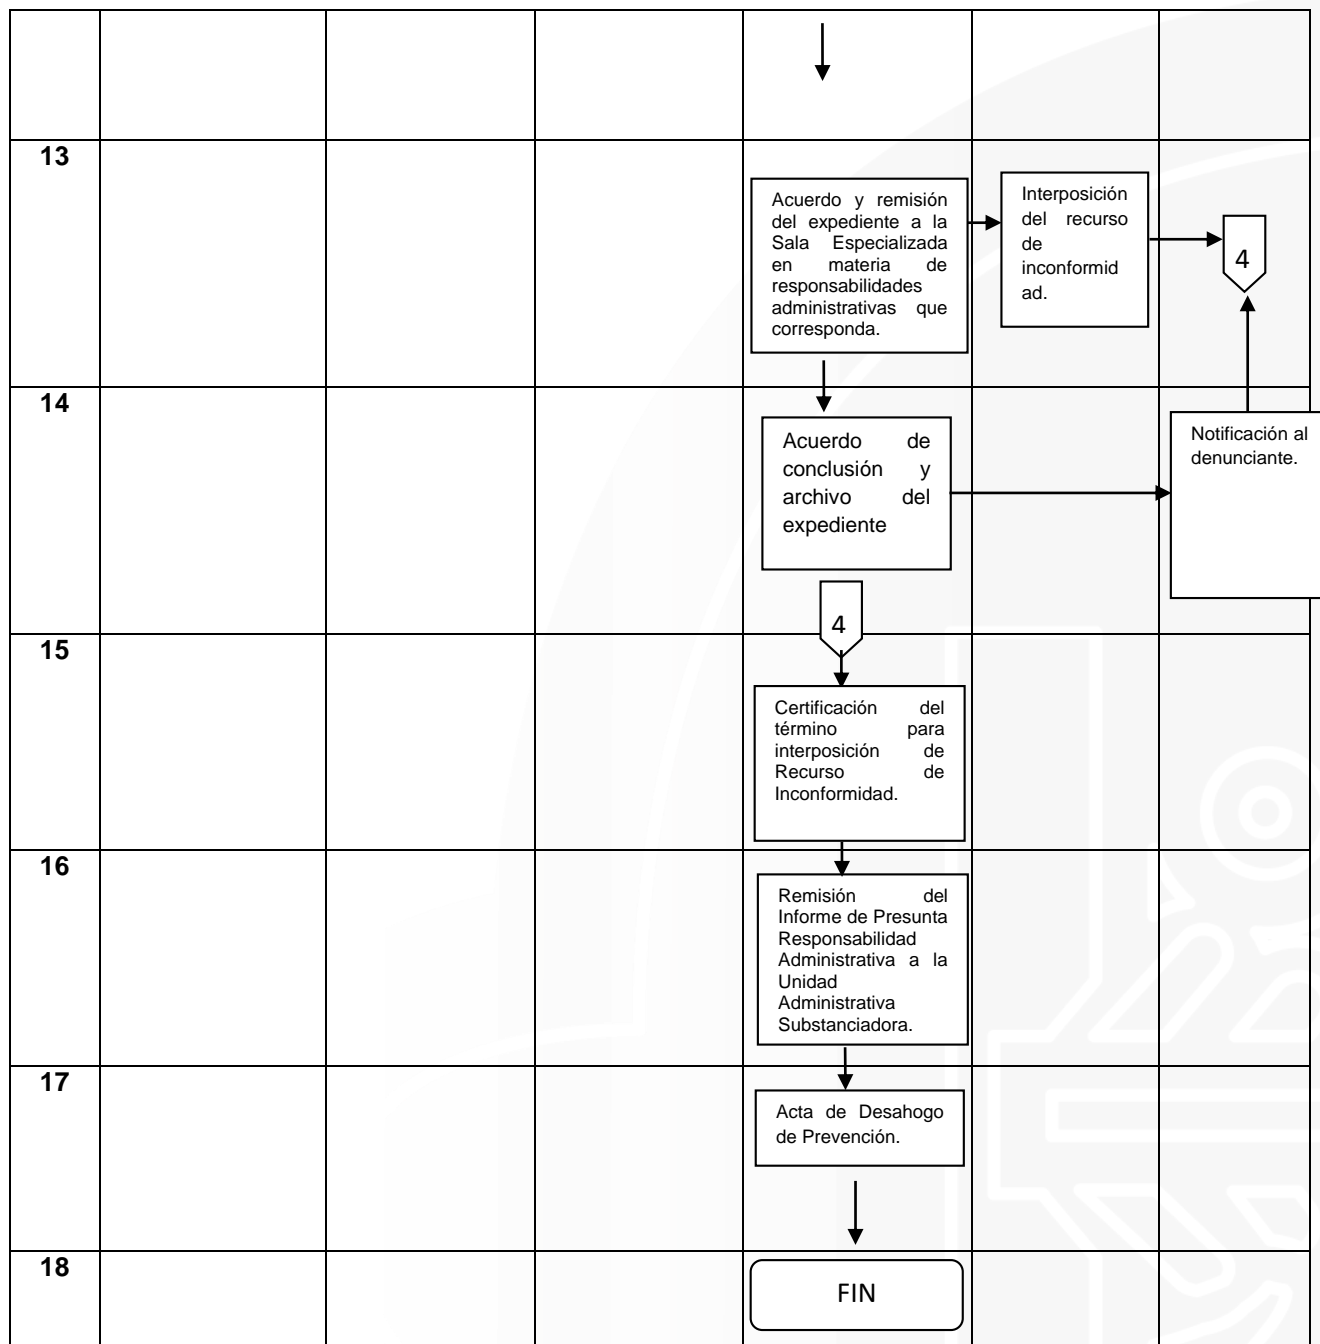 13
Acuerdo y remisión
del expediente a la
Sala Especializada
en materia de
responsabilidades
administrativas que
corresponda.
Interposición
del recurso
de
inconformid
ad.
4
14
Acuerdo de
conclusión y
archivo del
expediente
Notificación al
denunciante.
4
15
Certificación del
término para
interposición de
Recurso de
Inconformidad.
16
Remisión del
Informe de Presunta
Responsabilidad
Administrativa a la
Unidad
Administrativa
Substanciadora.
17
Acta de Desahogo
de Prevención.
18
FIN